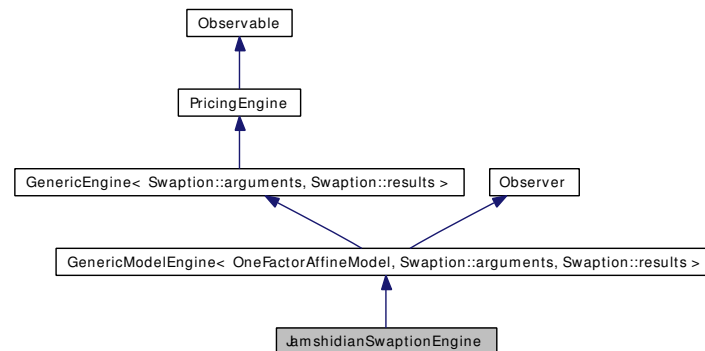 Observable
PricingEngine
GenericEngine< Swaption::arguments, Swaption::results >
Observer
GenericModelEngine< OneFactorAffineModel, Swaption::arguments, Swaption::results >
JamshidianSwaptionEngine